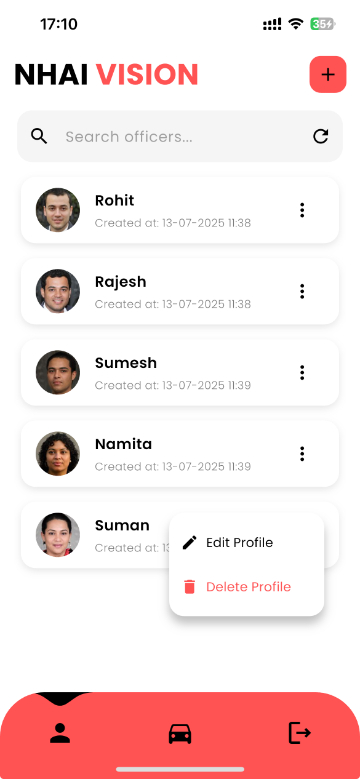 17:10
35
NHAI VISION
Search officers...
Rohit
Created at: 13-07-2025 11:38
Rajesh
Created at: 13-07-2025 11:38
Sumesh
Created at: 13-07-2025 11:39
Namita
Created at: 13-07-2025 11:39
Suman
Created at: 13
Edit Profile
Delete Profile